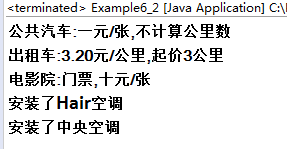 <terminated> Example6_2 [Java Application] C:\
公共汽车:一元/张,不计算公里数
出租车:3.20元/公里,起价3公里
电影院:门票,十元/张
安装了Hair空调
安装了中央空调